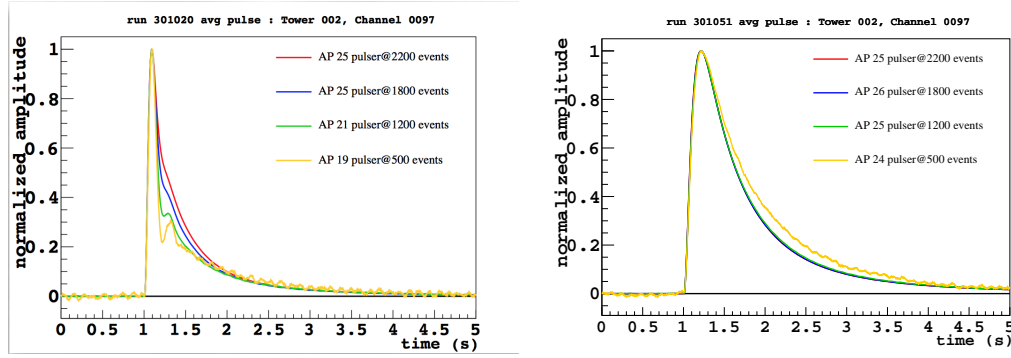 run 301020 avg pulse : Tower 002, Channel 0097
normalized amplitude
1
0.8
0.6
0.4
0.2
0
AP 25 pulser@2200 events
AP 25 pulser@1800 events
AP 21 pulser@1200 events
AP 19 pulser@500 events
0 0.5 1 1.5 2 2.5 3 3.5 4 4.5 5
time (s)
run 301051 avg pulse : Tower 002, Channel 0097
normalized amplitude
1
0.8
0.6
0.4
0.2
0
AP 25 pulser@2200 events
AP 26 pulser@1800 events
AP 25 pulser@1200 events
AP 24 pulser@500 events
0 0.5 1 1.5 2 2.5 3 3.5 4 4.5 5
time (s)